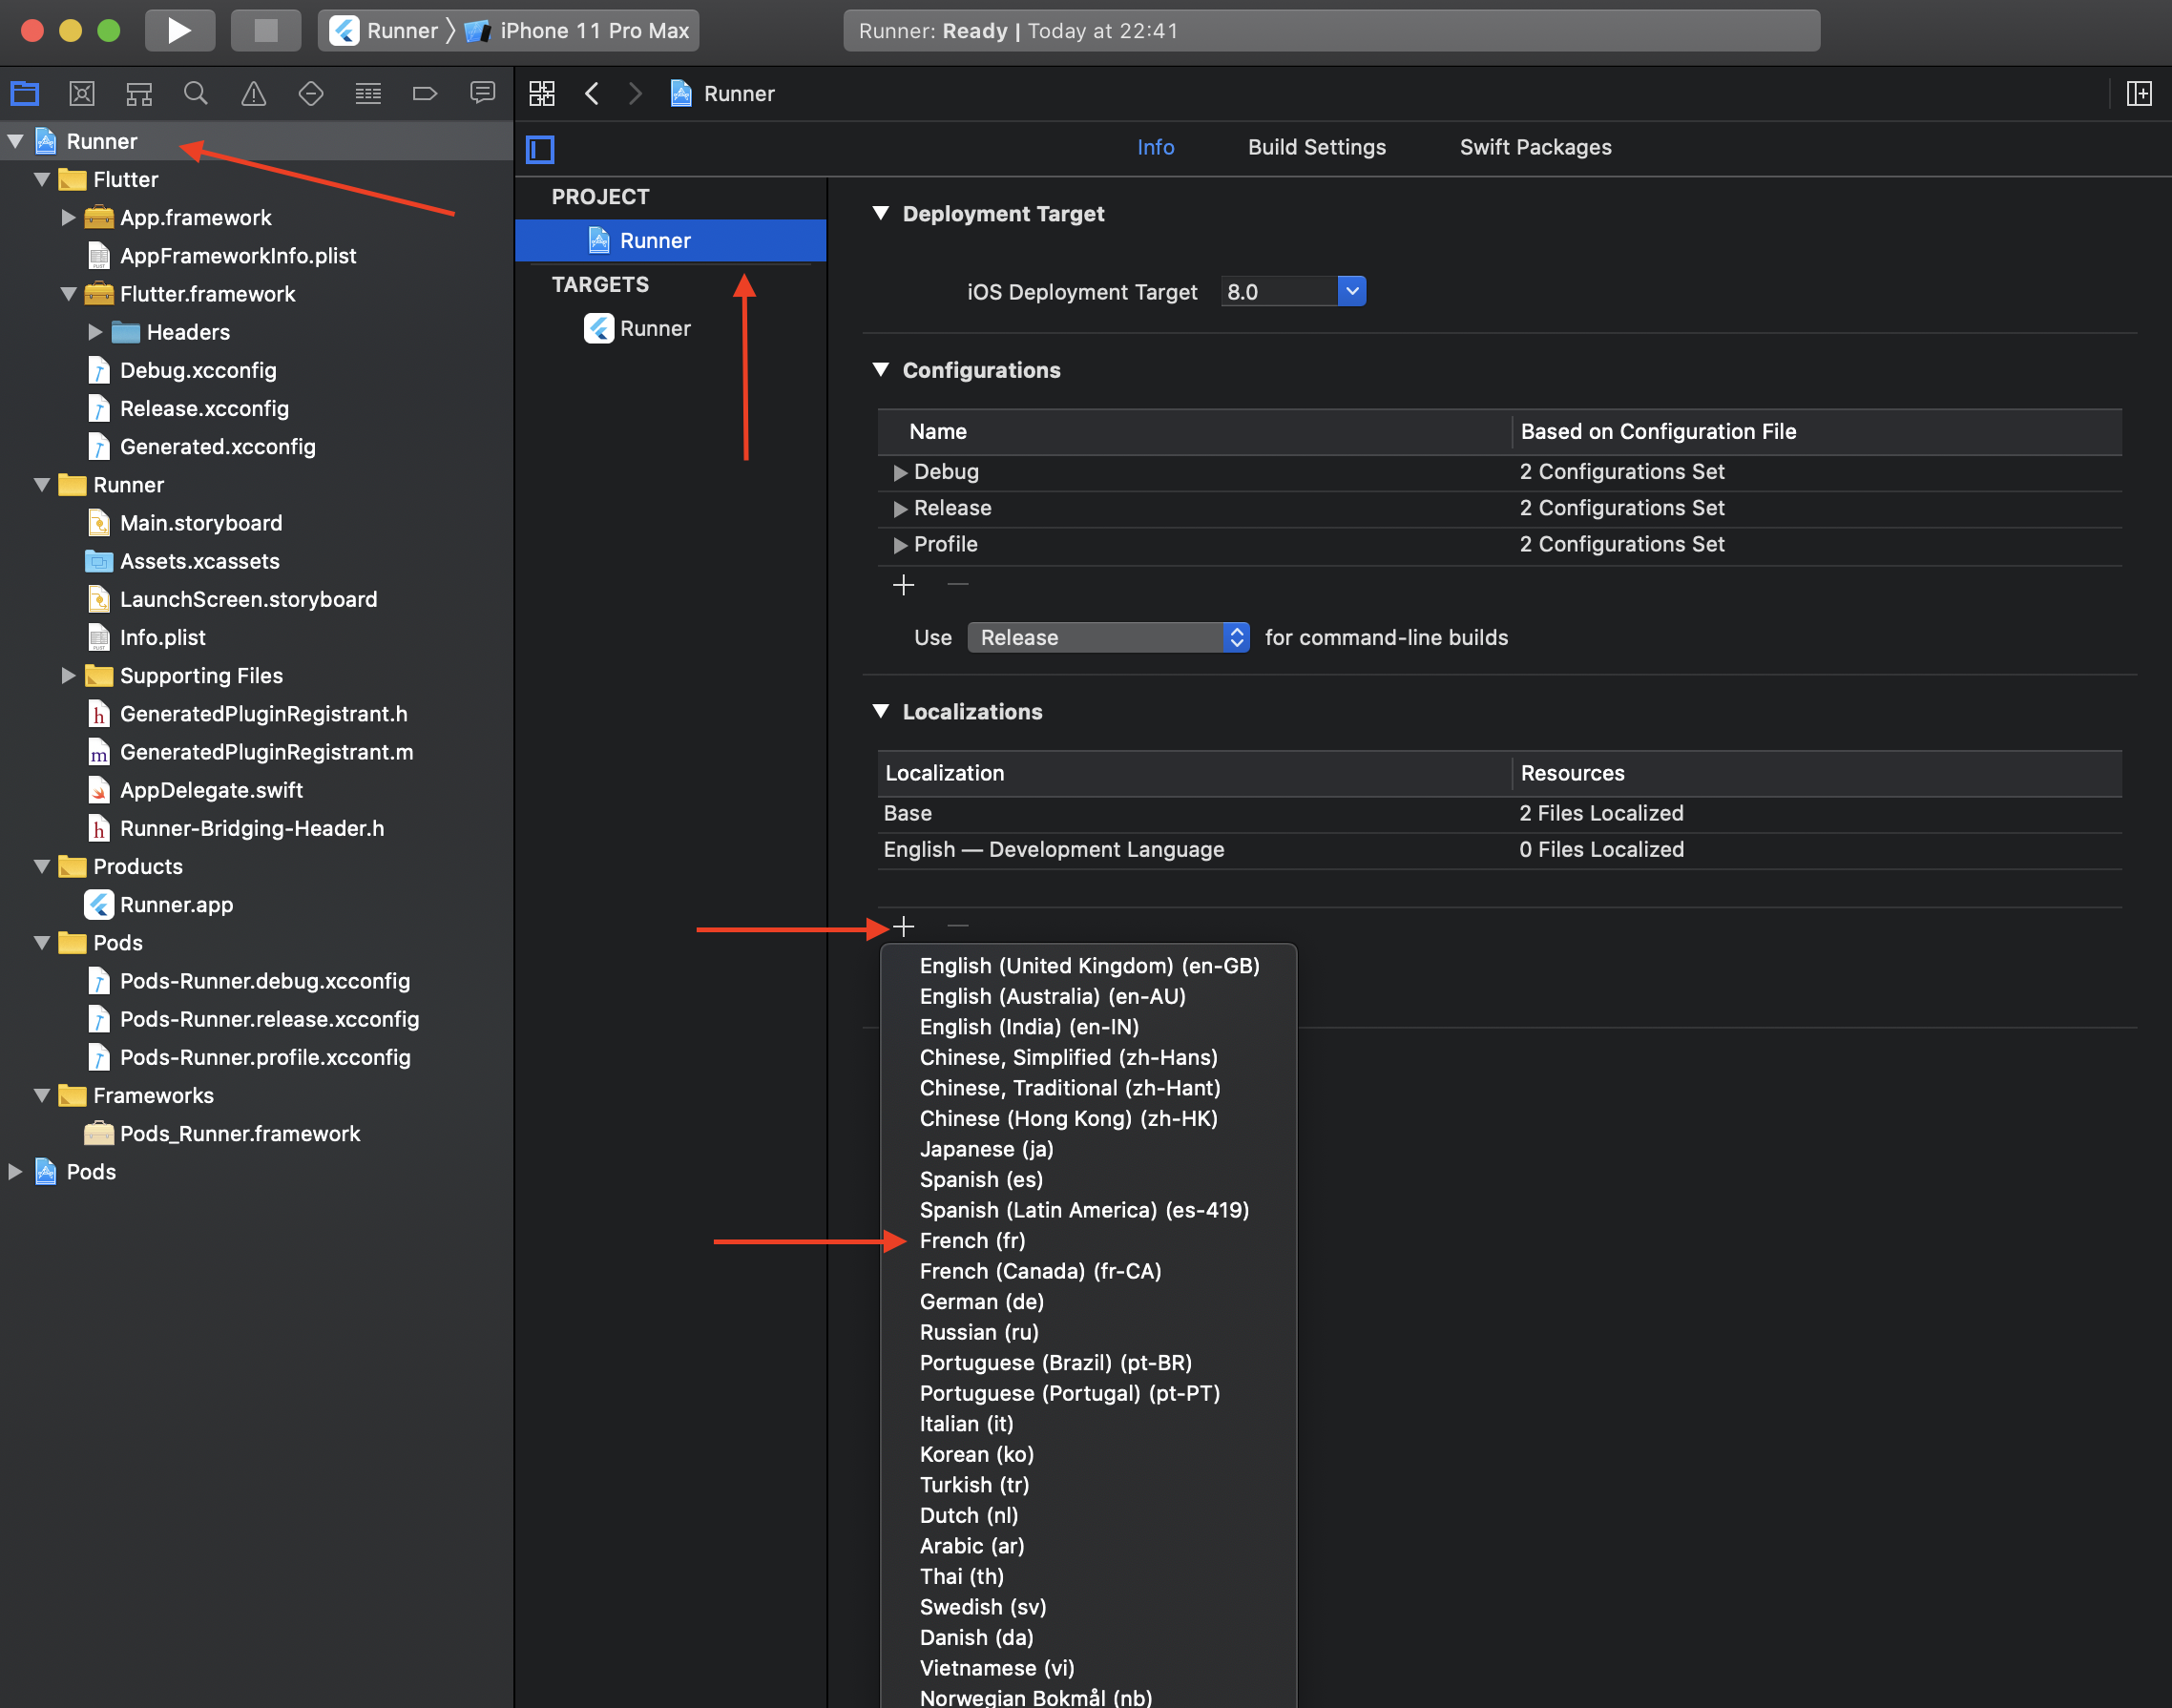 Runner 〉 iPhone 11 Pro Max
Runner: Ready | Today at 22:41
Runner
Flutter
App.framework
AppFrameworkInfo.plist
Flutter.framework
Headers
Debug.xcconfig
Release.xcconfig
Generated.xcconfig
Runner
Main.storyboard
Assets.xcassets
LaunchScreen.storyboard
Info.plist
Supporting Files
GeneratedPluginRegistrant.h
GeneratedPluginRegistrant.m
AppDelegate.swift
Runner-Bridging-Header.h
Products
Runner.app
Pods
Pods-Runner.debug.xcconfig
Pods-Runner.release.xcconfig
Pods-Runner.profile.xcconfig
Frameworks
Pods_Runner.framework
Pods
Runner
Info Build Settings Swift Packages
PROJECT
Runner
TARGETS
Runner
Deployment Target
iOS Deployment Target 8.0
Configurations
Name Based on Configuration File
Debug 2 Configurations Set
Release 2 Configurations Set
Profile 2 Configurations Set
Use Release for command-line builds
Localizations
Localization Resources
Base 2 Files Localized
English — Development Language 0 Files Localized
English (United Kingdom) (en-GB)
English (Australia) (en-AU)
English (India) (en-IN)
Chinese, Simplified (zh-Hans)
Chinese, Traditional (zh-Hant)
Chinese (Hong Kong) (zh-HK)
Japanese (ja)
Spanish (es)
Spanish (Latin America) (es-419)
French (fr)
French (Canada) (fr-CA)
German (de)
Russian (ru)
Portuguese (Brazil) (pt-BR)
Portuguese (Portugal) (pt-PT)
Italian (it)
Korean (ko)
Turkish (tr)
Dutch (nl)
Arabic (ar)
Thai (th)
Swedish (sv)
Danish (da)
Vietnamese (vi)
Norwegian Bokmål (nb)